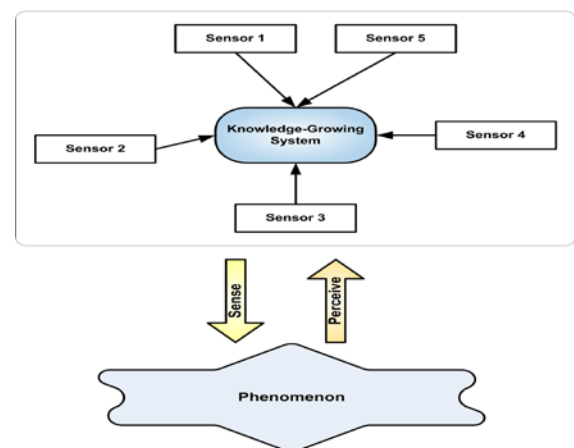 Sensor 1
Sensor 5
Knowledge-Growing
System
Sensor 2
Sensor 4
Sensor 3
Sense
Perceive
Phenomenon